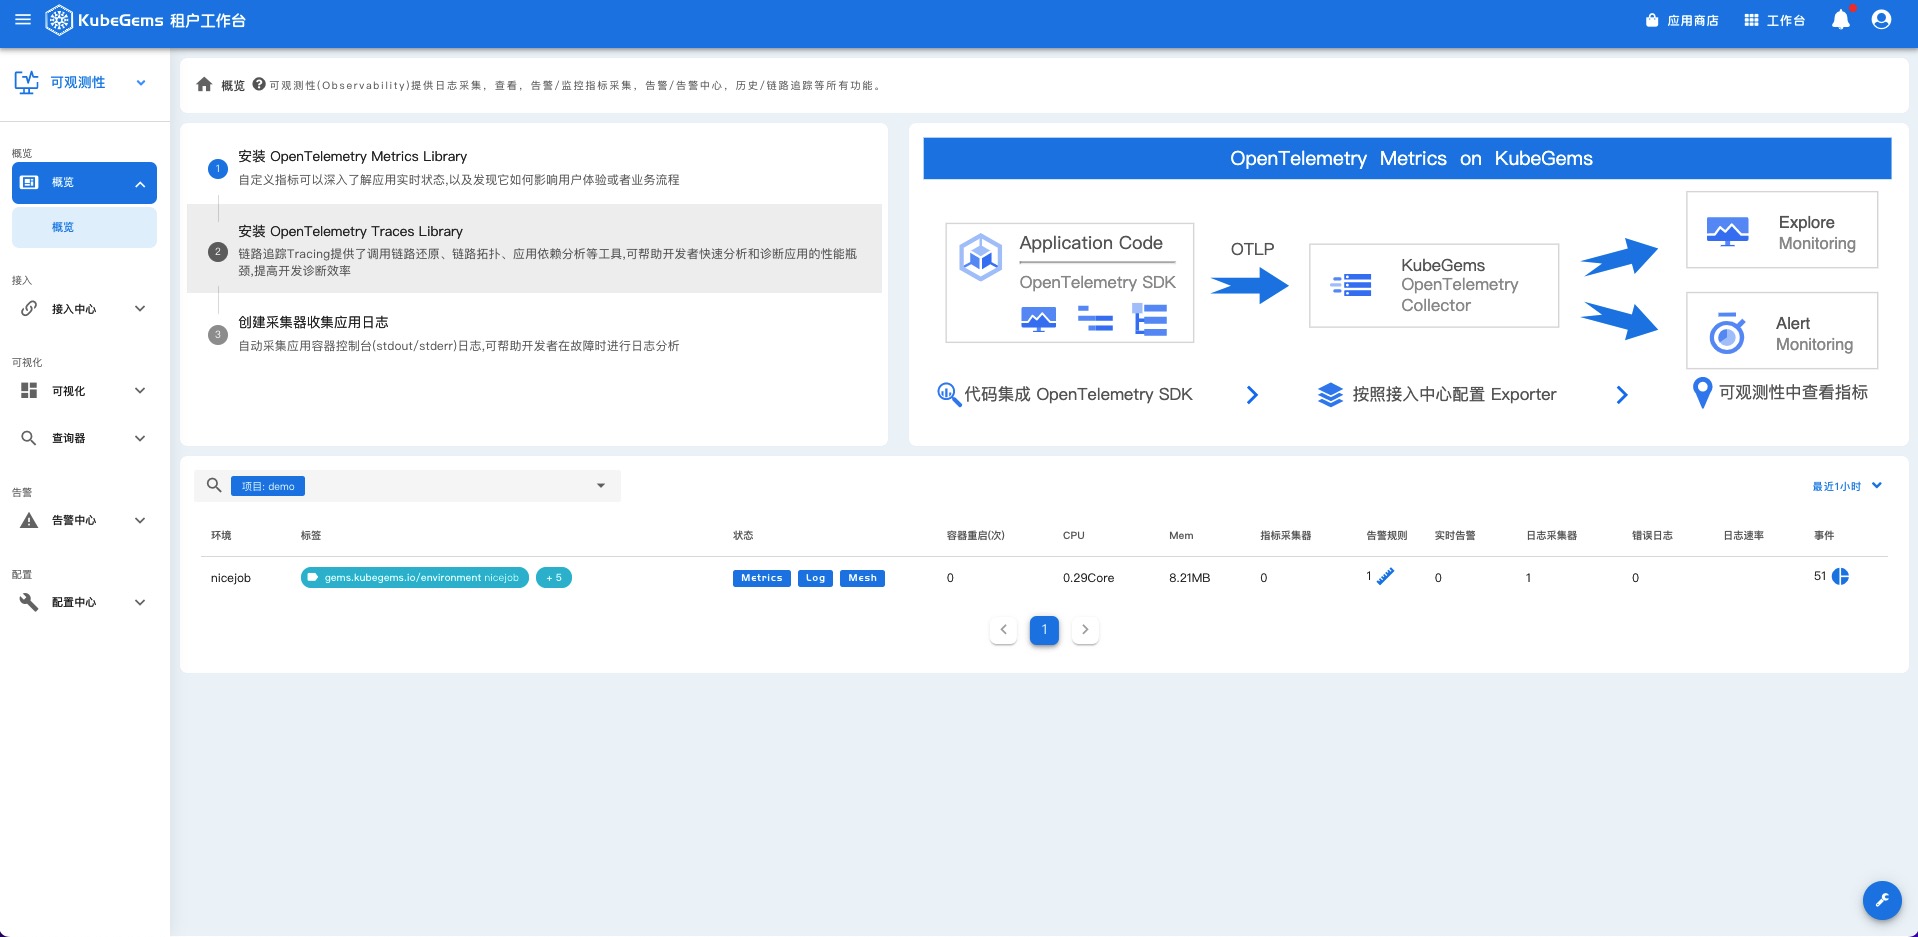 KubeGems 租户工作台
应用商店
工作台
可观测性
概览
概览
概览
接入
接入中心
可视化
可视化
查询器
告警
告警中心
配置
配置中心
概览 可观测性(Observability)提供日志采集，查看，告警/监控指标采集，告警/告警中心，历史/链路追踪等所有功能。
1
安装 OpenTelemetry Metrics Library
自定义指标可以深入了解应用实时状态,以及发现它如何影响用户体验或者业务流程
2
安装 OpenTelemetry Traces Library
链路追踪Tracing提供了调用链路还原、链路拓扑、应用依赖分析等工具,可帮助开发者快速分析和诊断应用的性能瓶
颈,提高开发诊断效率
3
创建采集器收集应用日志
自动采集应用容器控制台(stdout/stderr)日志,可帮助开发者在故障时进行日志分析
OpenTelemetry Metrics on KubeGems
Application Code
OpenTelemetry SDK
OTLP
KubeGems
OpenTelemetry
Collector
Explore
Monitoring
Alert
Monitoring
代码集成 OpenTelemetry SDK
按照接入中心配置 Exporter
可观测性中查看指标
项目: demo
最近1小时
环境 标签 状态 容器重启(次) CPU Mem 指标采集器 告警规则 实时告警 日志采集器 错误日志 日志速率 事件
nicejob gems.kubegems.io/environment nicejob + 5 Metrics Log Mesh 0 0.29Core 8.21MB 0 1 0 1 0 51
1